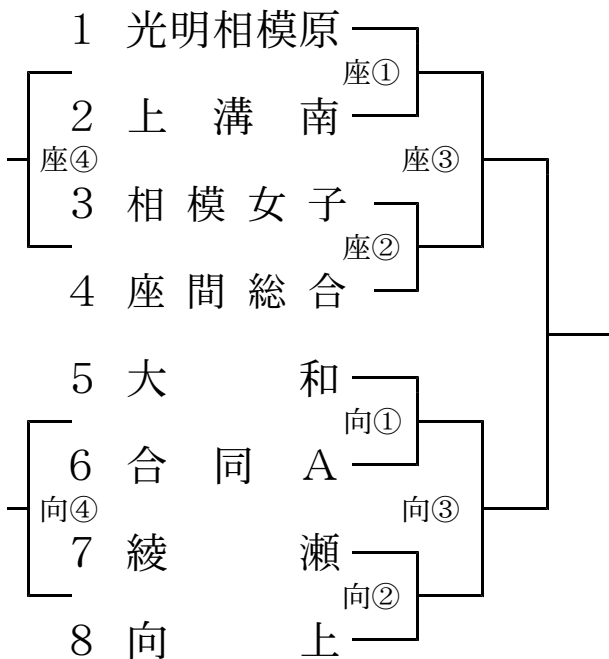 1 光明相模原
座①
2 上溝南
座④ 座③
3 相模女子
座②
4 座間総合
5 大和
向①
6 合同A
向④ 向③
7 綾瀬
向②
8 向上